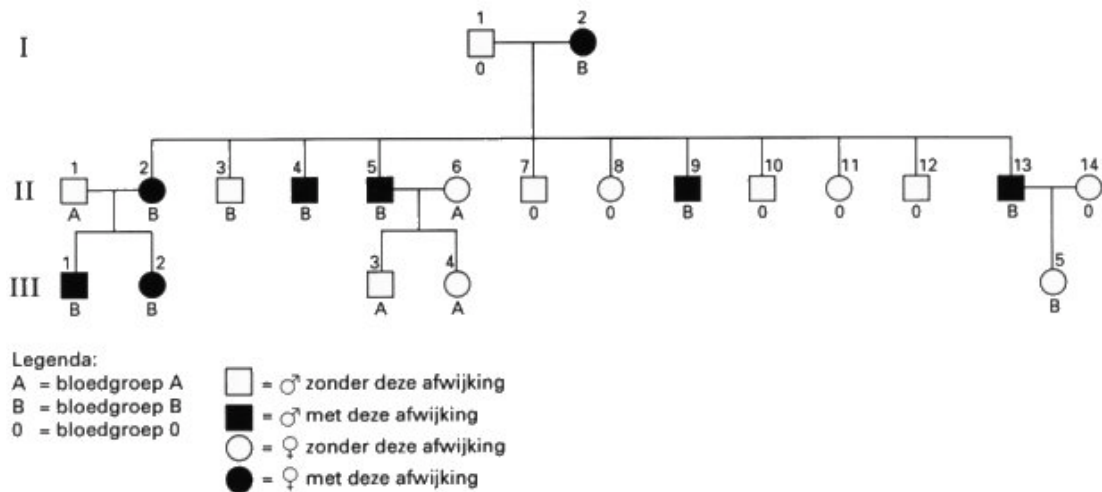 I
1 2
0 B
II
1 2 3 4 5 6 7 8 9 10 11 12 13 14
A B B B B A 0 0 B 0 0 0 B 0
III
1 2 3 4 5
B B A A B
Legenda:
A = bloedgroep A
B = bloedgroep B
0 = bloedgroep 0
= ♂ zonder deze afwijking
= ♂ met deze afwijking
= ♀ zonder deze afwijking
= ♀ met deze afwijking